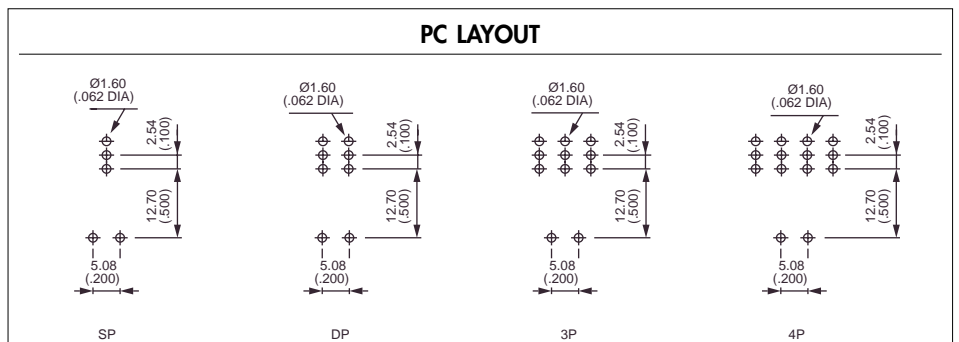 PC LAYOUT
Ø1.60
(.062 DIA)
2.54
(.100)
12.70
(.500)
5.08
(.200)
SP
Ø1.60
(.062 DIA)
2.54
(.100)
12.70
(.500)
5.08
(.200)
DP
Ø1.60
(.062 DIA)
2.54
(.100)
12.70
(.500)
5.08
(.200)
3P
Ø1.60
(.062 DIA)
2.54
(.100)
12.70
(.500)
5.08
(.200)
4P